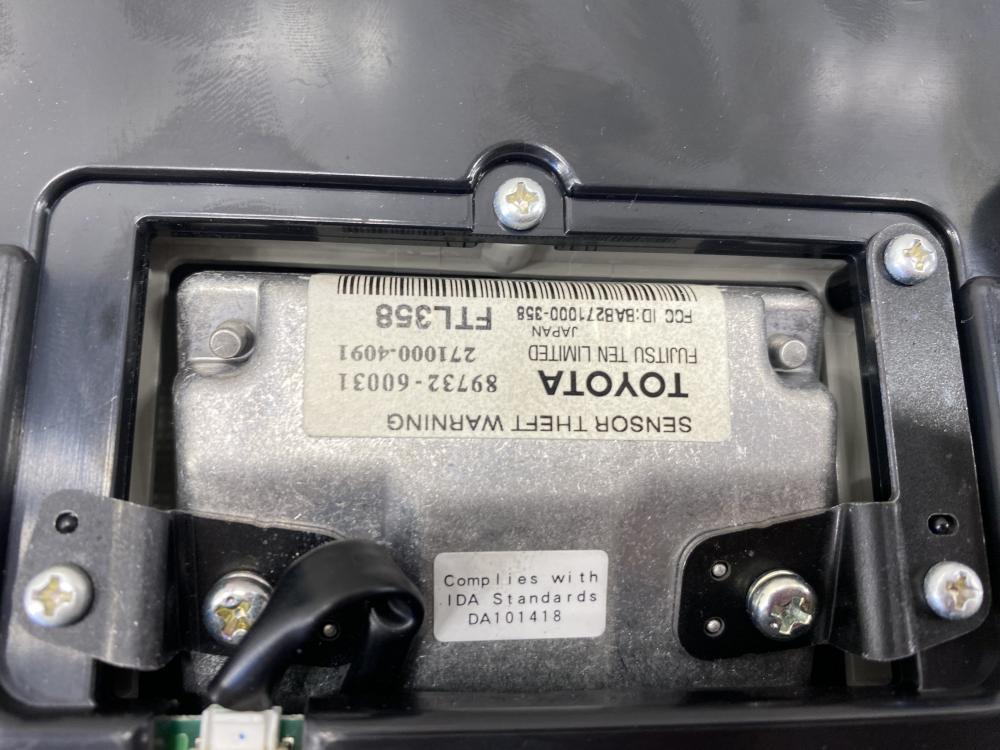 SENSOR THEFT WARNING
TOYOTA 89732-60031
FUJITSU TEN LIMITED 271000-4091
JAPAN
FCC ID:BAB271000-358 FTL358
Complies with
IDA Standards
DA101418